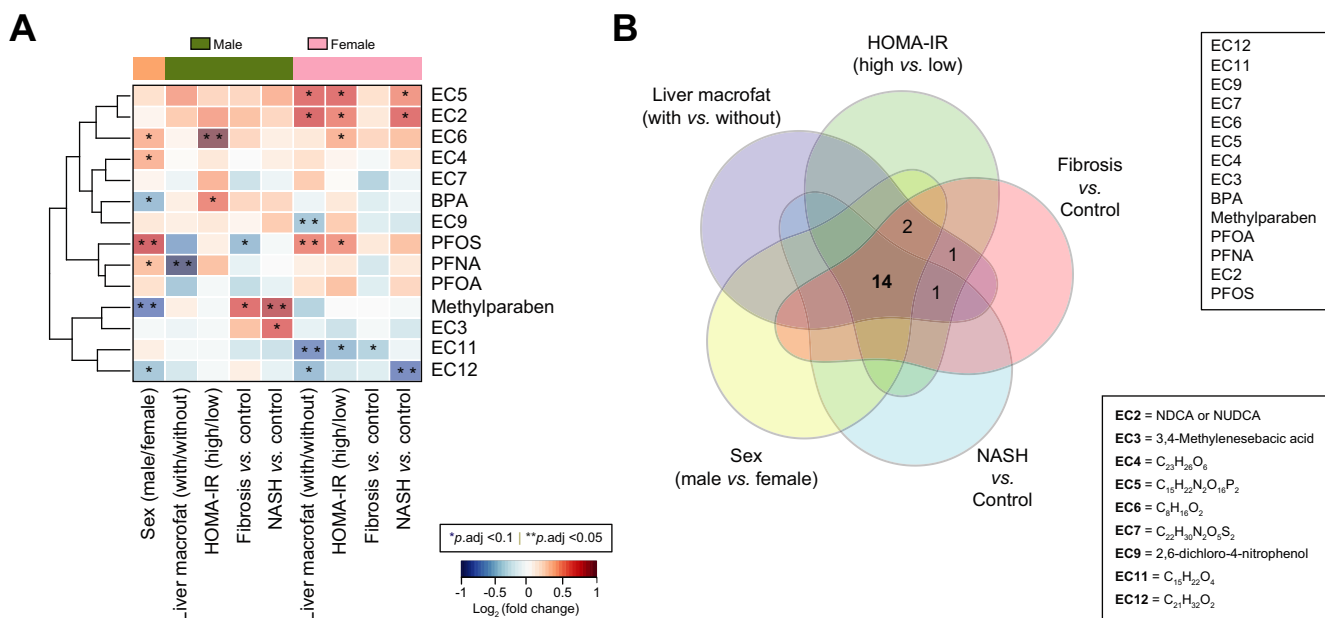 A
Male
Female
EC5
EC2
EC6
EC4
EC7
BPA
EC9
PFOS
PFNA
PFOA
Methylparaben
EC3
EC11
EC12
* * *
* * *
* ** *
*
* *
**
** * ** *
* **
** * **
*
** * *
* * **
Sex (male/female)
Liver macrofat (with/without)
HOMA-IR (high/low)
Fibrosis vs. control
NASH vs. control
Liver macrofat (with/without)
HOMA-IR (high/low)
Fibrosis vs. control
NASH vs. control
*p.adj <0.1 | **p.adj <0.05
-1 -0.5 0 0.5 1
Log₂ (fold change)
B
HOMA-IR
(high vs. low)
Liver macrofat
(with vs. without)
Fibrosis
vs.
Control
2
1
14
1
Sex
(male vs. female)
NASH
vs.
Control
EC12
EC11
EC9
EC7
EC6
EC5
EC4
EC3
BPA
Methylparaben
PFOA
PFNA
EC2
PFOS
EC2 = NDCA or NUDCA
EC3 = 3,4-Methylenesebacic acid
EC4 = C₂₃H₂₆O₆
EC5 = C₁₅H₂₂N₂O₁₆P₂
EC6 = C₈H₁₆O₂
EC7 = C₂₂H₃₀N₂O₅S₂
EC9 = 2,6-dichloro-4-nitrophenol
EC11 = C₁₅H₂₂O₄
EC12 = C₂₁H₃₂O₂